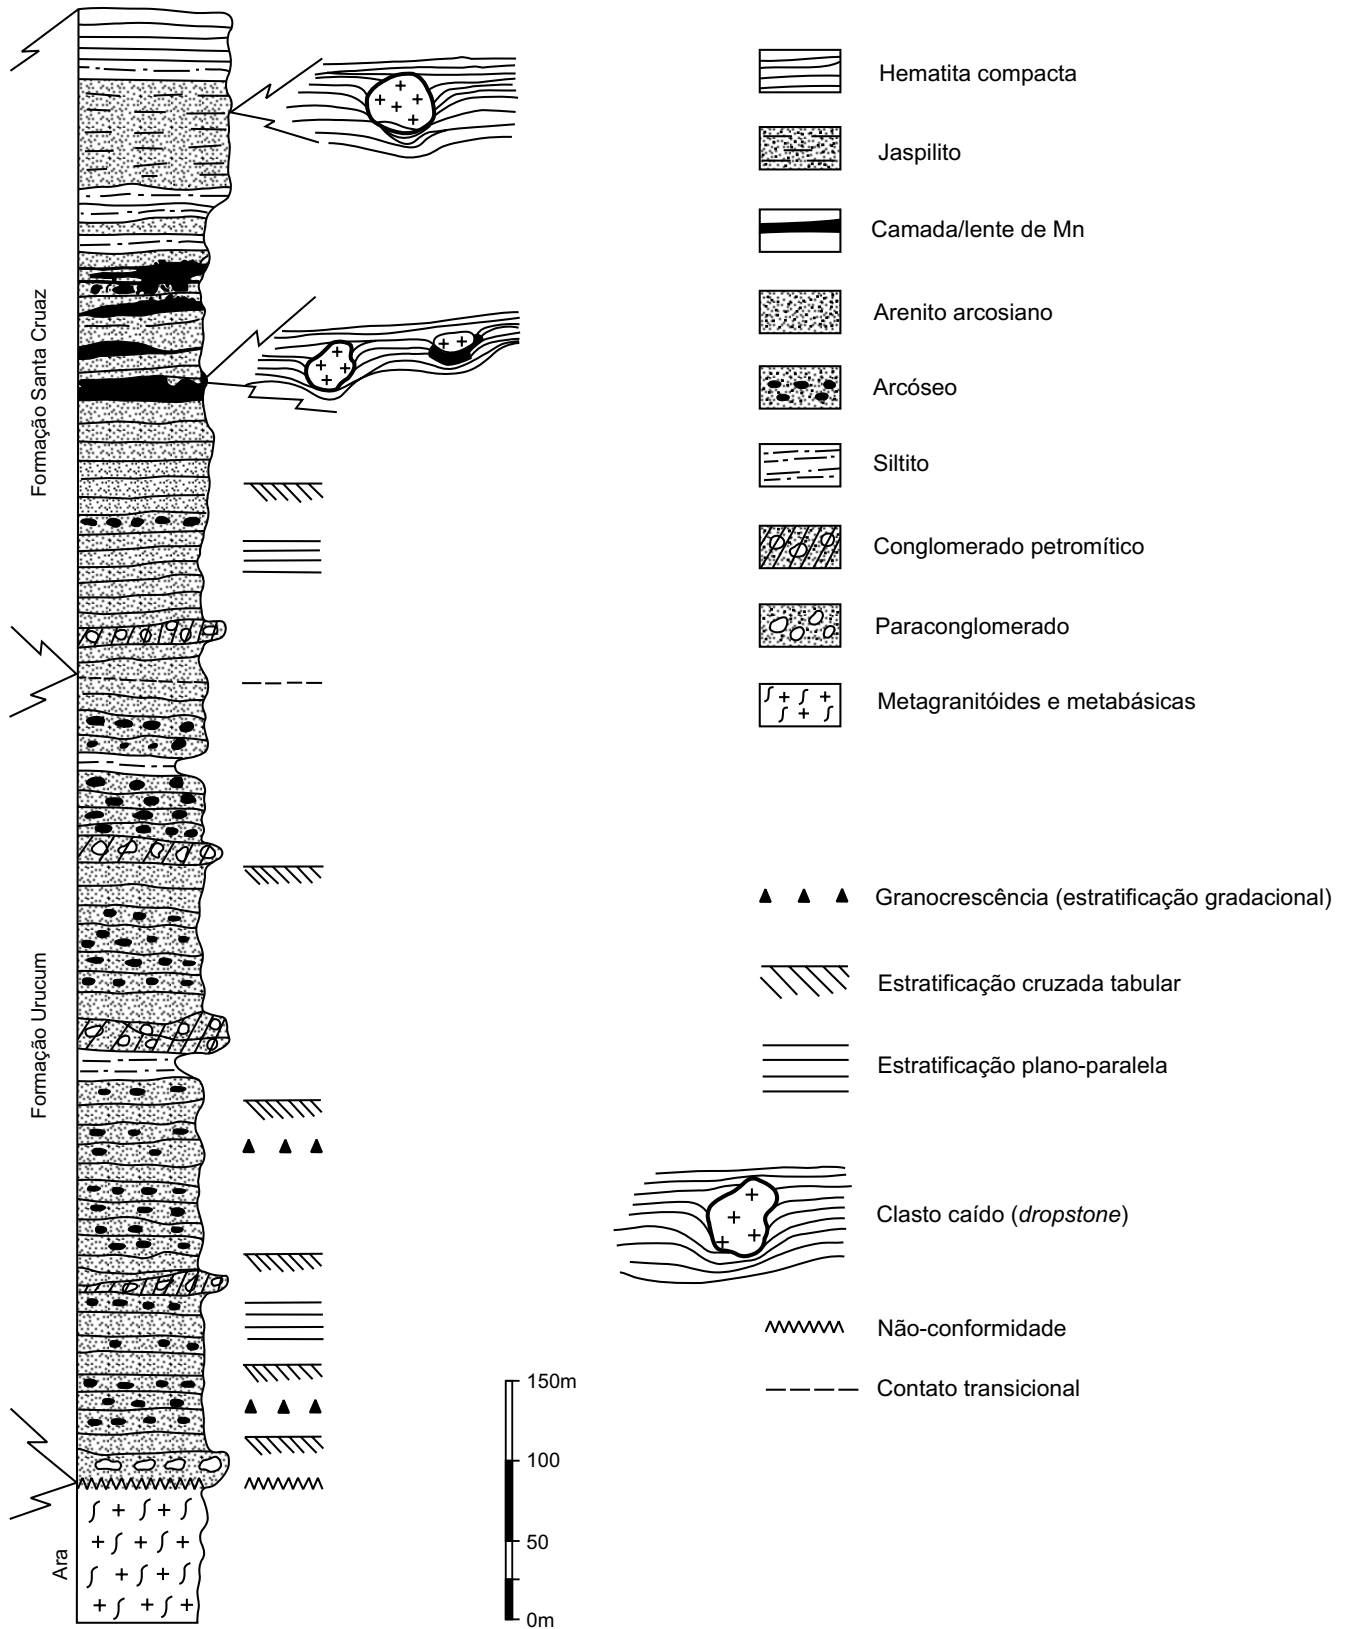 Formação Santa Cruaz
Formação Urucum
Ara
Hematita compacta
Jaspilito
Camada/lente de Mn
Arenito arcosiano
Arcóseo
Siltito
Conglomerado petromítico
Paraconglomerado
Metagranitóides e metabásicas
Granocrescência (estratificação gradacional)
Estratificação cruzada tabular
Estratificação plano-paralela
Clasto caído (dropstone)
Não-conformidade
Contato transicional
150m
100
50
0m